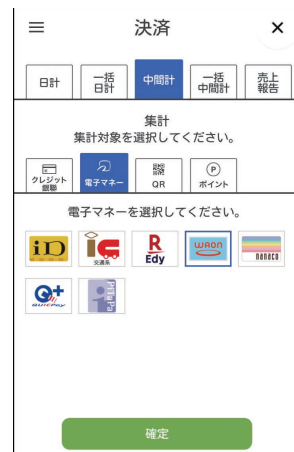 決済
×
日計
一括
日計
中間計
一括
中間計
売上
報告
集計
集計対象を選択してください。
クレジット
銀聯
電子マネー
QR
P
ポイント
電子マネーを選択してください。
iD
交通系
R
Edy
WAON
nanaco
Q+
QUICPay
PiTaPa
確定